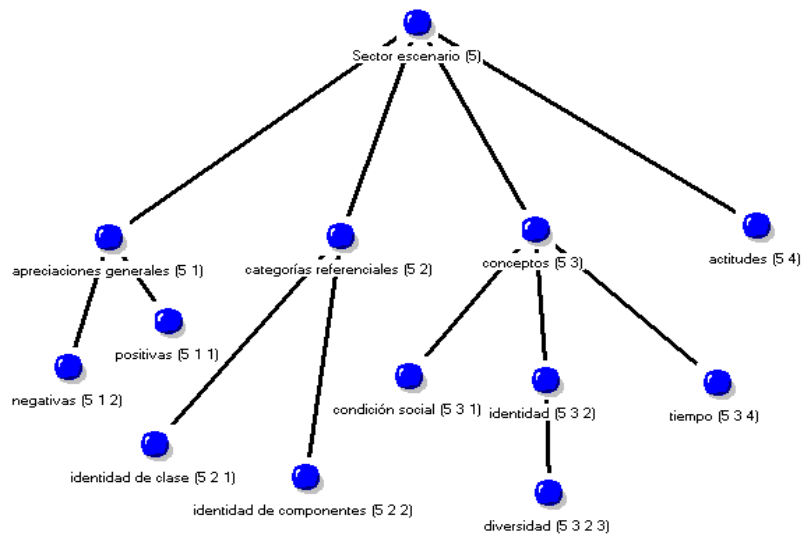 Sector escenario (5)
apreciaciones generales (5 1)
categorías referenciales (5 2)
conceptos (5 3)
actitudes (5 4)
positivas (5 1 1)
negativas (5 1 2)
condición social (5 3 1)
identidad (5 3 2)
tiempo (5 3 4)
identidad de clase (5 2 1)
identidad de componentes (5 2 2)
diversidad (5 3 2 3)